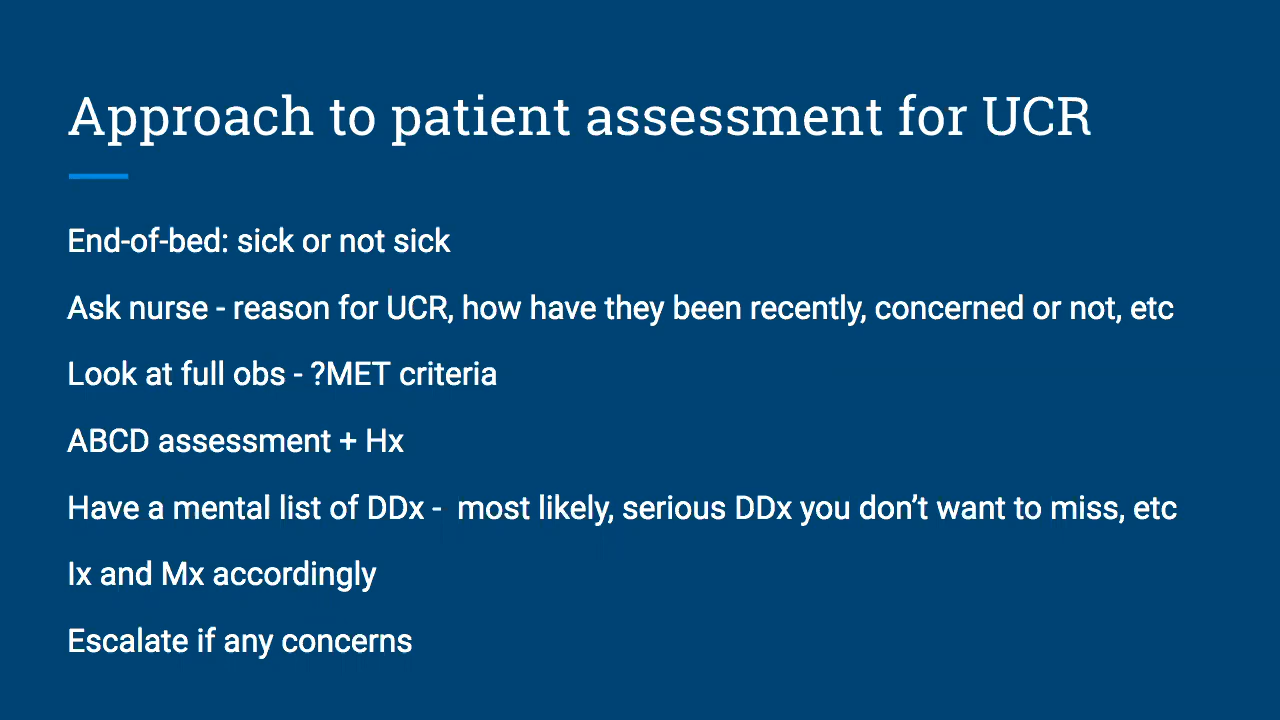 Approach to patient assessment for UCR
End-of-bed: sick or not sick
Ask nurse - reason for UCR, how have they been recently, concerned or not, etc
Look at full obs - ?MET criteria
ABCD assessment + Hx
Have a mental list of DDx -  most likely, serious DDx you don’t want to miss, etc
Ix and Mx accordingly
Escalate if any concerns